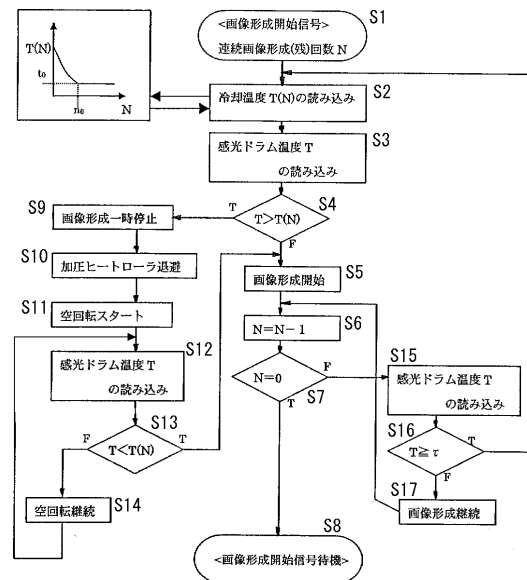 S1
<画像形成開始信号>
連続画像形成(残)回数 N
T(N)
t₀
n₀
N
S2
冷却温度 T(N)の読み込み
S3
感光ドラム温度 T
の読み込み
S4
T>T(N)
T
F
S9
画像形成一時停止
S10
加圧ヒートローラ退避
S11
空回転スタート
S12
感光ドラム温度 T
の読み込み
S13
T<T(N)
F
T
S14
空回転継続
S5
画像形成開始
S6
N=N−1
S7
N=0
F
T
S15
感光ドラム温度 T
の読み込み
S16
T≧τ
T
F
S17
画像形成継続
S8
<画像形成開始信号待機>